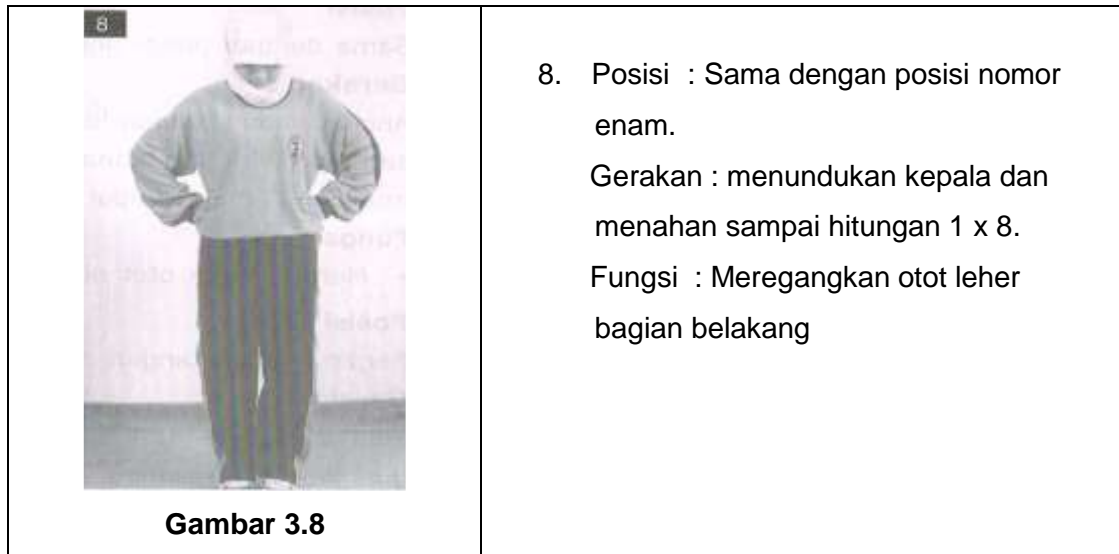 8
Gambar 3.8
8. Posisi : Sama dengan posisi nomor
enam.
Gerakan : menundukan kepala dan
menahan sampai hitungan 1 x 8.
Fungsi : Meregangkan otot leher
bagian belakang